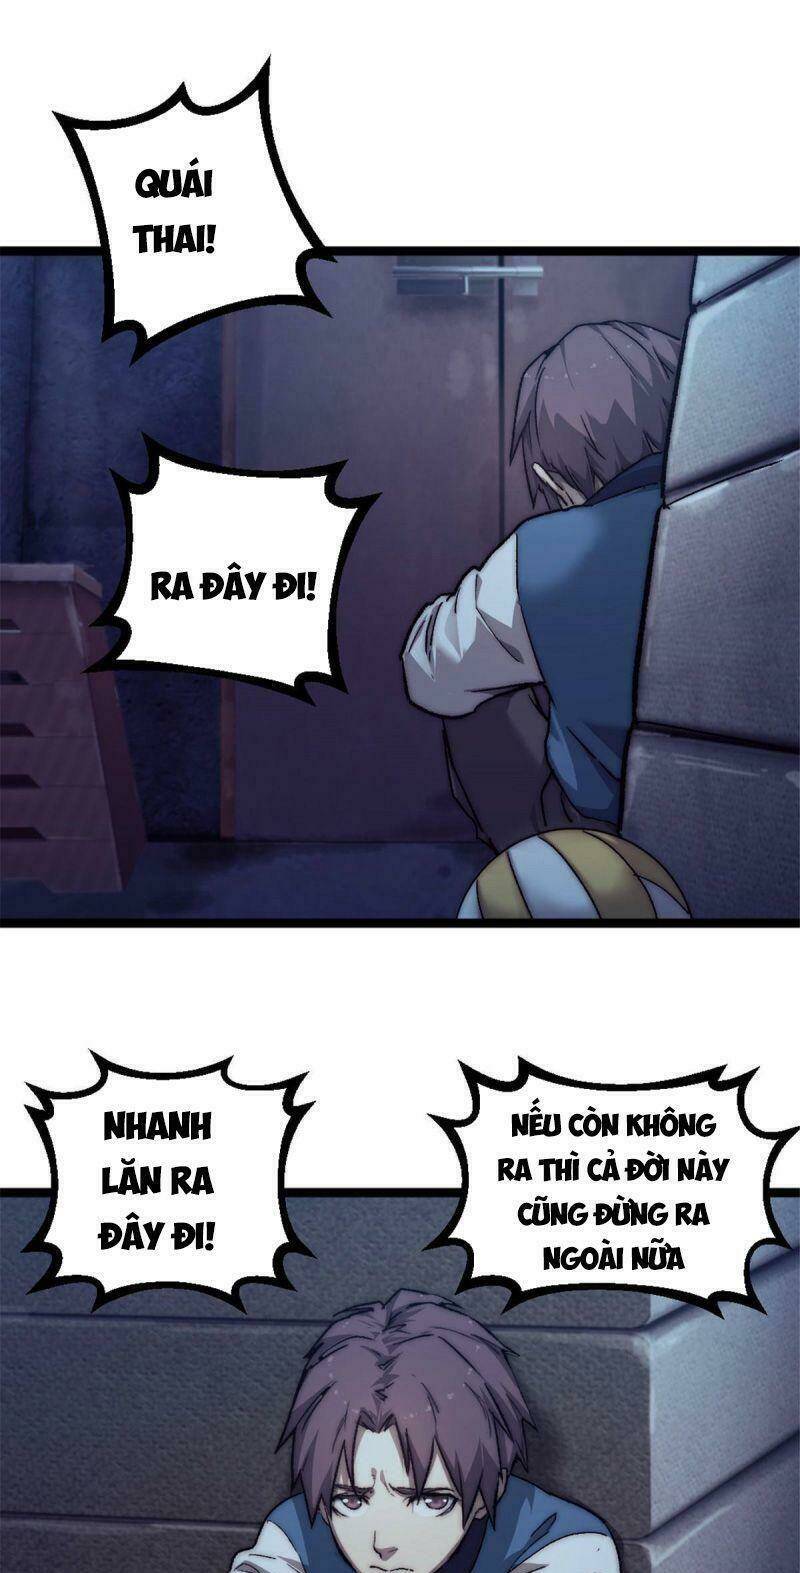 QUÁI
THAI!
RA ĐÂY ĐI!
NHANH
LĂN RA
ĐÂY ĐI!
NẾU CÒN KHÔNG
RA THÌ CẢ ĐỜI NÀY
CŨNG ĐỪNG RA
NGOÀI NỮA